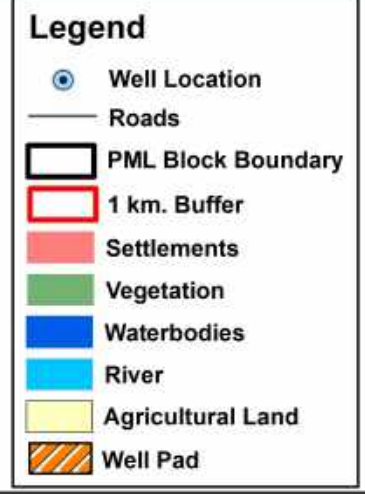 Legend
Well Location
Roads
PML Block Boundary
1 km. Buffer
Settlements
Vegetation
Waterbodies
River
Agricultural Land
Well Pad